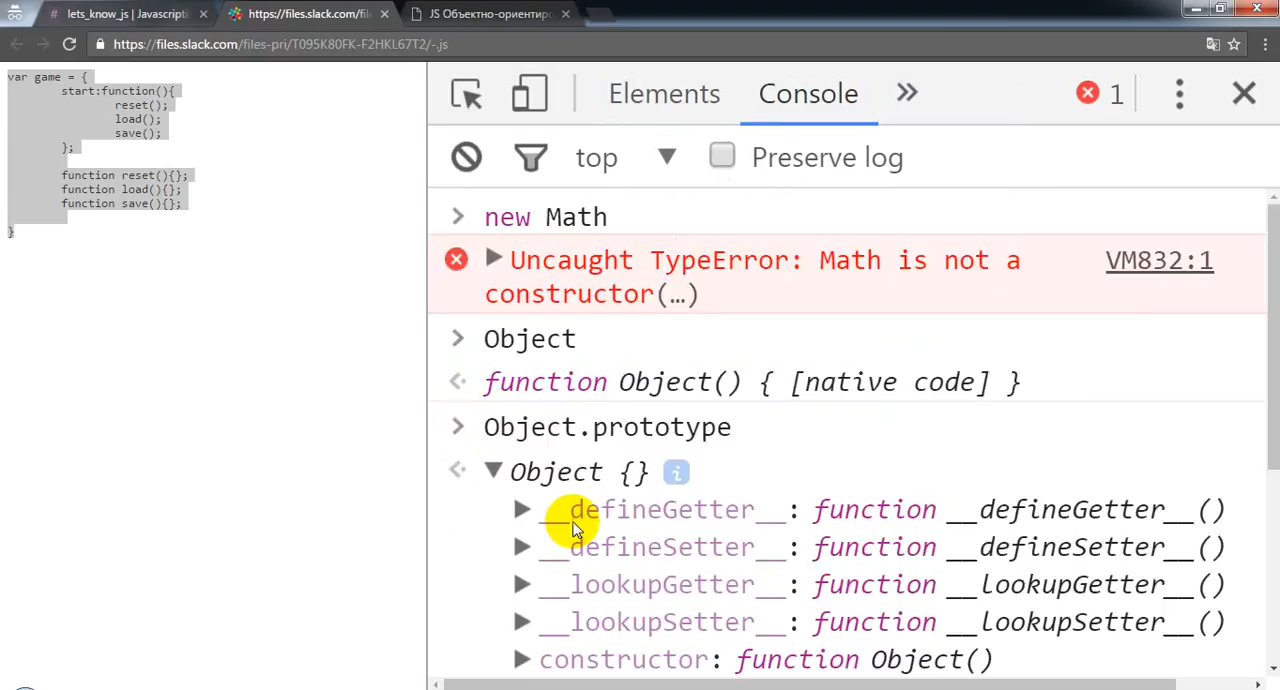 lets_know_js | Javascripti
https://files.slack.com/fil
JS Объектно-ориентиро
https://files.slack.com/files-pri/T095K80FK-F2HKL67T2/-.js
var game = {
start:function(){
reset();
load();
save();
};
function reset(){};
function load(){};
function save(){};
}
Elements Console » 1
top Preserve log
new Math
Uncaught TypeError: Math is not a VM832:1
constructor(…)
Object
function Object() { [native code] }
Object.prototype
Object {} i
__defineGetter__: function __defineGetter__()
__defineSetter__: function __defineSetter__()
__lookupGetter__: function __lookupGetter__()
__lookupSetter__: function __lookupSetter__()
constructor: function Object()